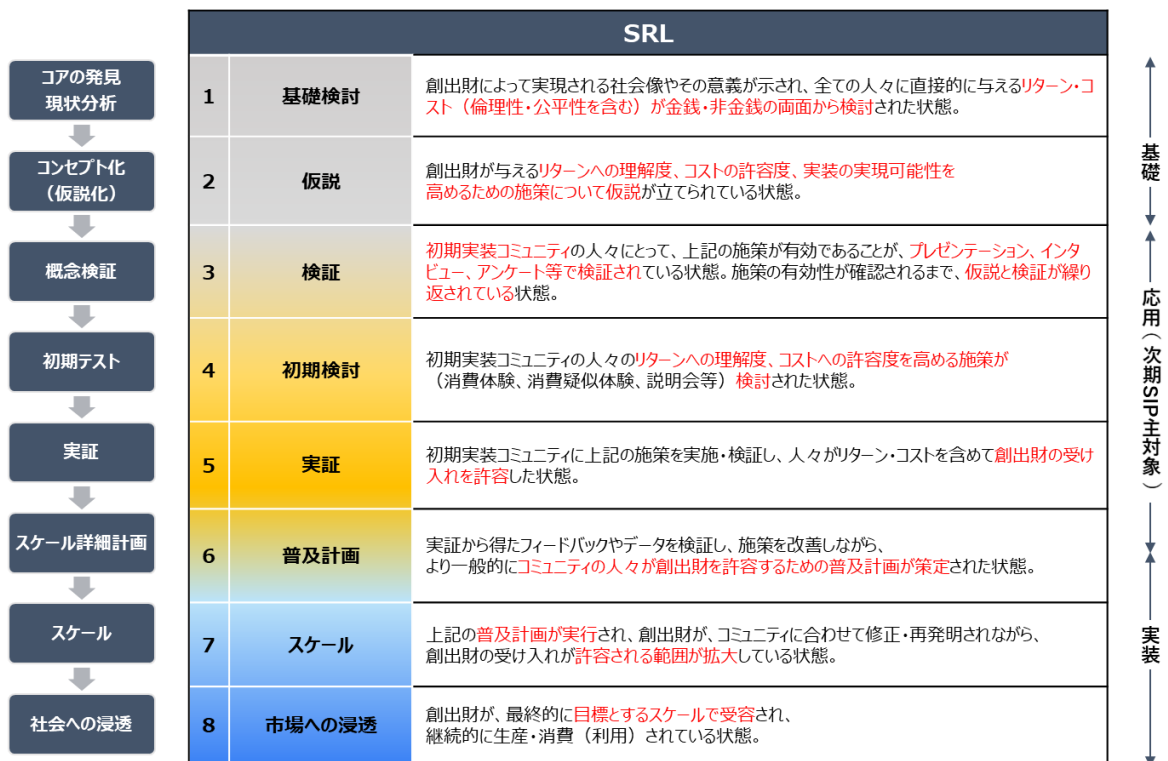 SRL
コアの発見
現状分析
1
基礎検討
創出財によって実現される社会像やその意義が示され、全ての人々に直接的に与えるリターン・コ
スト（倫理性・公平性を含む）が金銭・非金銭の両面から検討された状態。
コンセプト化
（仮説化）
2
仮説
創出財が与えるリターンへの理解度、コストの許容度、実装の実現可能性を
高めるための施策について仮説が立てられている状態。
基礎
概念検証
3
検証
初期実装コミュニティの人々にとって、上記の施策が有効であることが、プレゼンテーション、インタ
ビュー、アンケート等で検証されている状態。施策の有効性が確認されるまで、仮説と検証が繰り
返されている状態。
初期テスト
4
初期検討
初期実装コミュニティの人々のリターンへの理解度、コストへの許容度を高める施策が
（消費体験、消費疑似体験、説明会等）検討された状態。
応用（次期SIP主対象）
実証
5
実証
初期実装コミュニティに上記の施策を実施・検証し、人々がリターン・コストを含めて創出財の受け
入れを許容した状態。
スケール詳細計画
6
普及計画
実証から得たフィードバックやデータを検証し、施策を改善しながら、
より一般的にコミュニティの人々が創出財を許容するための普及計画が策定された状態。
スケール
7
スケール
上記の普及計画が実行され、創出財が、コミュニティに合わせて修正・再発明されながら、
創出財の受け入れが許容される範囲が拡大している状態。
実装
社会への浸透
8
市場への浸透
創出財が、最終的に目標とするスケールで受容され、
継続的に生産・消費（利用）されている状態。